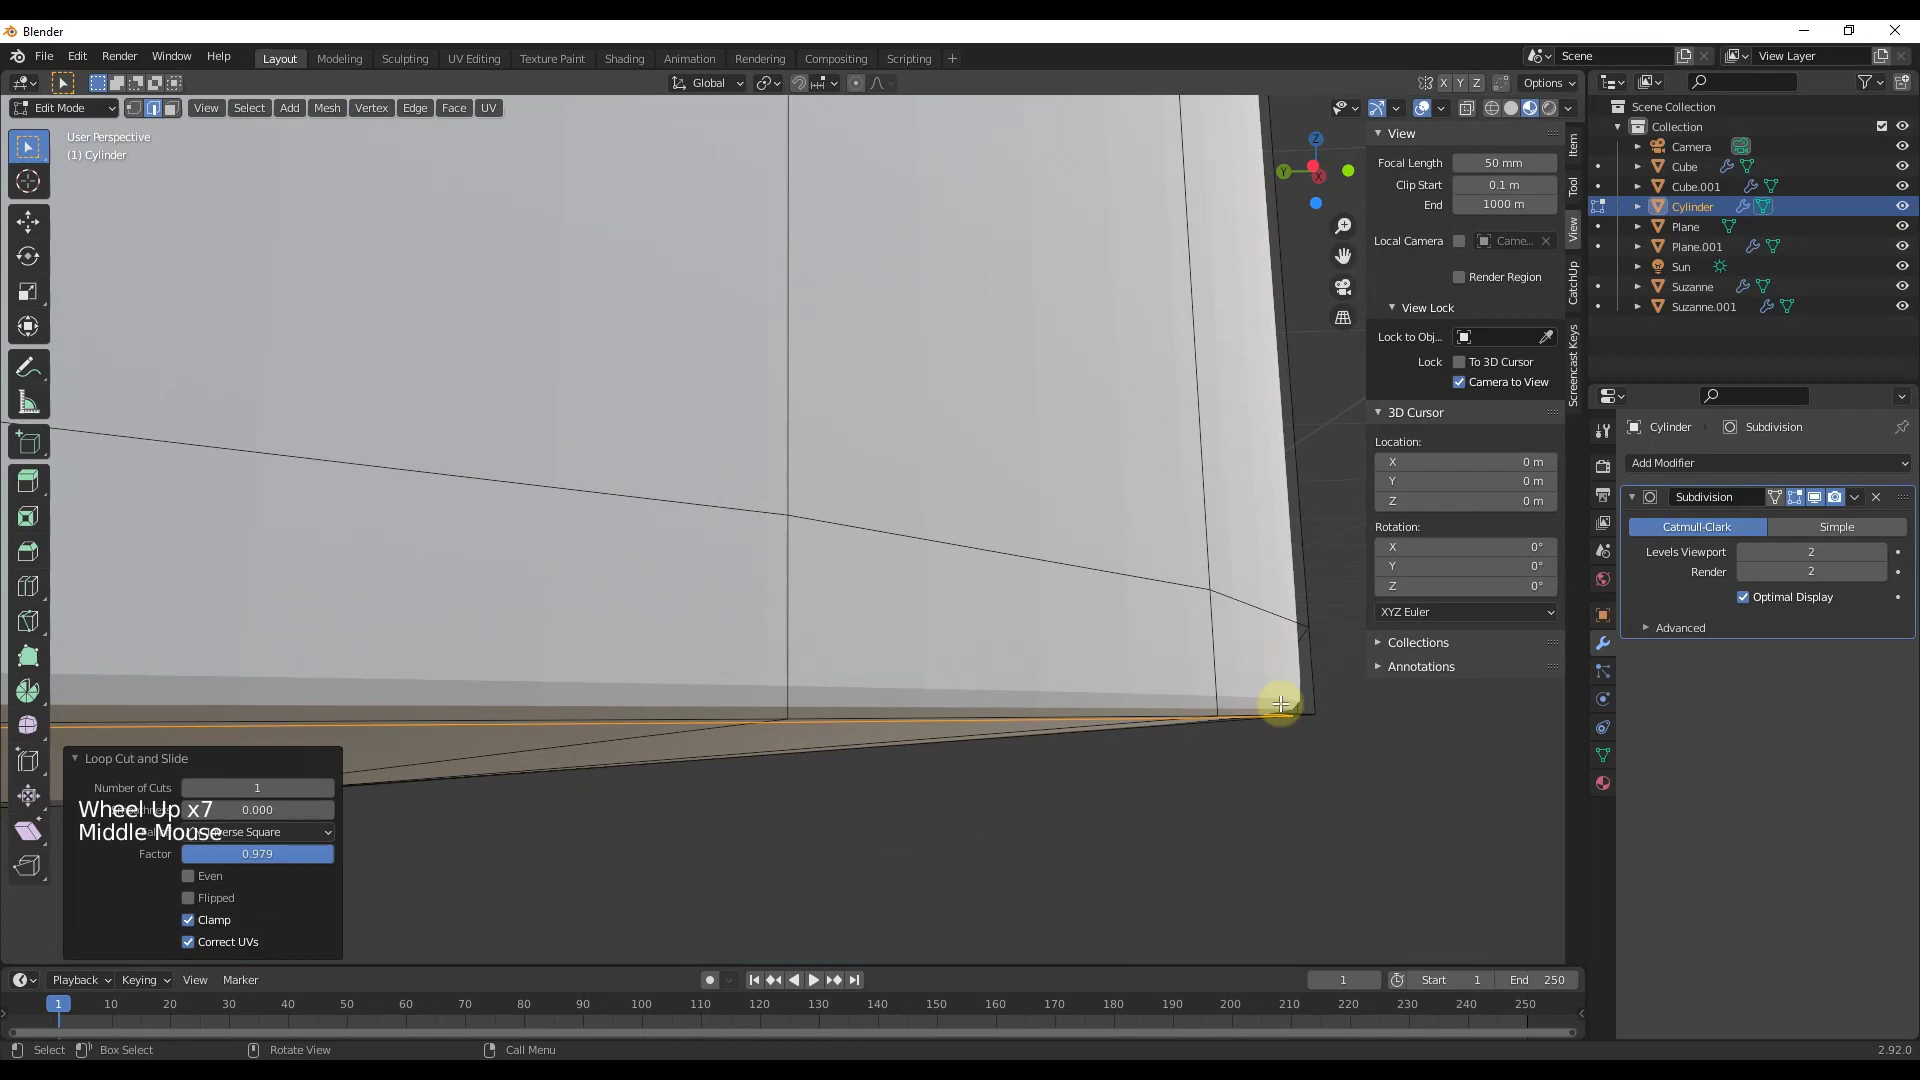 Blender
File Edit Render Window Help Layout Modeling Sculpting UV Editing Texture Paint Shading Animation Rendering Compositing Scripting + Scene View Layer
Global X Y Z Options
Edit Mode View Select Add Mesh Vertex Edge Face UV
User Perspective
(1) Cylinder
Z
Y
X
View
Focal Length 50 mm
Clip Start 0.1 m
End 1000 m
Local Camera Came...
Render Region
View Lock
Lock to Obj...
Lock To 3D Cursor
Camera to View
3D Cursor
Location:
X 0 m
Y 0 m
Z 0 m
Rotation:
X 0°
Y 0°
Z 0°
XYZ Euler
Collections
Annotations
Item
Tool
View
CatchUp
Screencast Keys
Scene Collection
Collection
Camera
Cube
Cube.001
Cylinder
Plane
Plane.001
Sun
Suzanne
Suzanne.001
Cylinder Subdivision
Add Modifier
Subdivision
Catmull-Clark Simple
Levels Viewport 2
Render 2
Optimal Display
Advanced
Loop Cut and Slide
Number of Cuts 1
0.000
Wheel Up x7
Inverse Square
Middle Mouse
Factor 0.979
Even
Flipped
Clamp
Correct UVs
Playback Keying View Marker 1 Start 1 End 250
1 10 20 30 40 50 60 70 80 90 100 110 120 130 140 150 160 170 180 190 200 210 220 230 240 250
Select Box Select Rotate View Call Menu 2.92.0